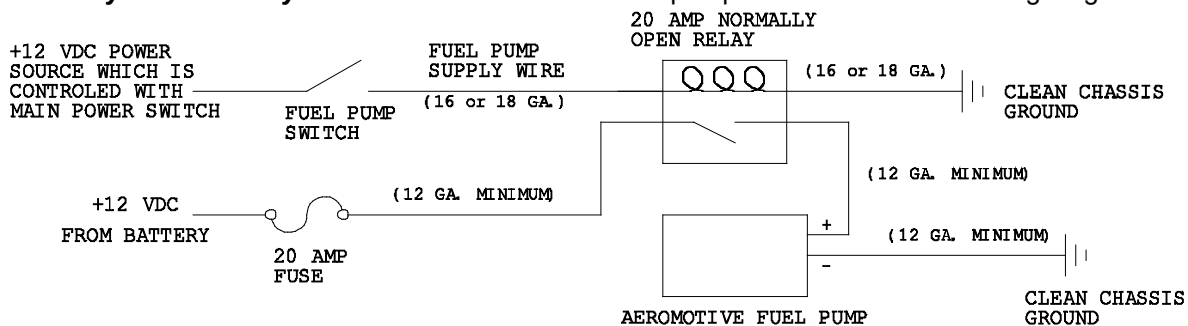 20 AMP NORMALLY
OPEN RELAY
+12 VDC POWER
SOURCE WHICH IS
CONTROLED WITH
MAIN POWER SWITCH
FUEL PUMP
SWITCH
FUEL PUMP
SUPPLY WIRE
(16 or 18 GA.)
(16 or 18 GA.)
CLEAN CHASSIS
GROUND
+12 VDC
FROM BATTERY
20 AMP
FUSE
(12 GA. MINIMUM)
(12 GA. MINIMUM)
+
-
(12 GA. MINIMUM)
AEROMOTIVE FUEL PUMP
CLEAN CHASSIS
GROUND